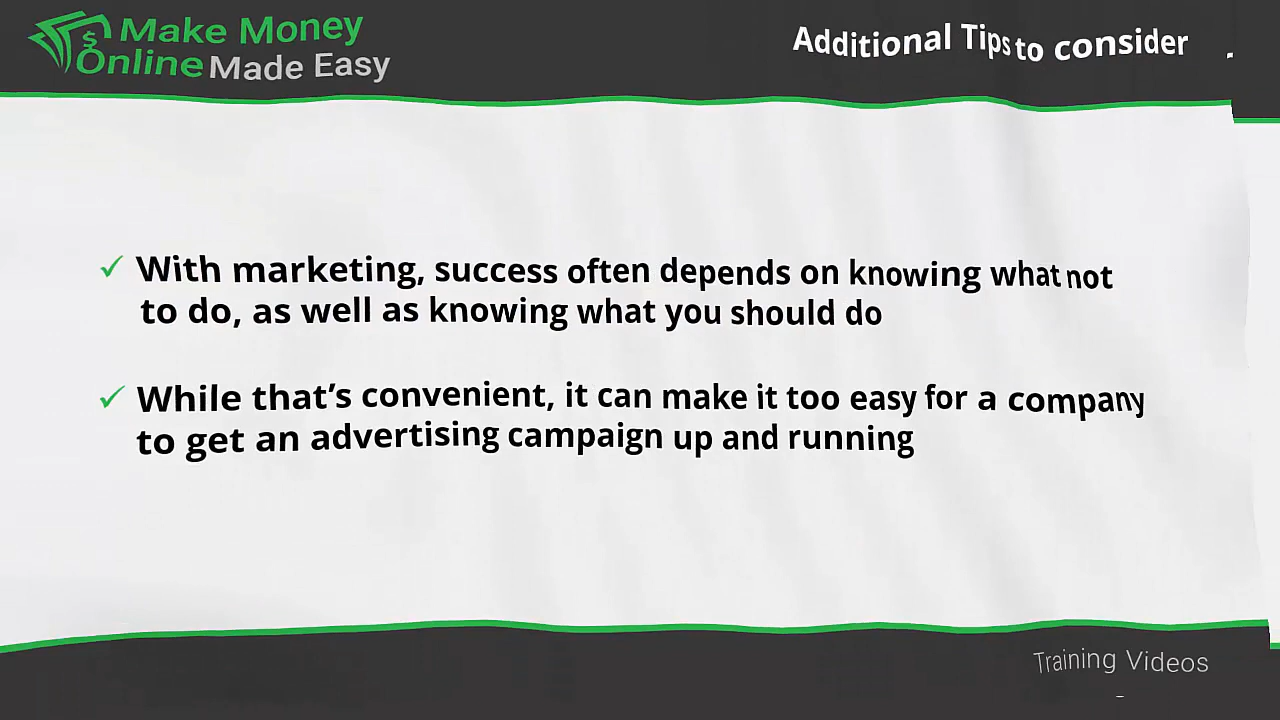 Make Money
Online Made Easy
Additional Tips to consider
With marketing, success often depends on knowing what not
to do, as well as knowing what you should do
While that’s convenient, it can make it too easy for a company
to get an advertising campaign up and running
Training Videos